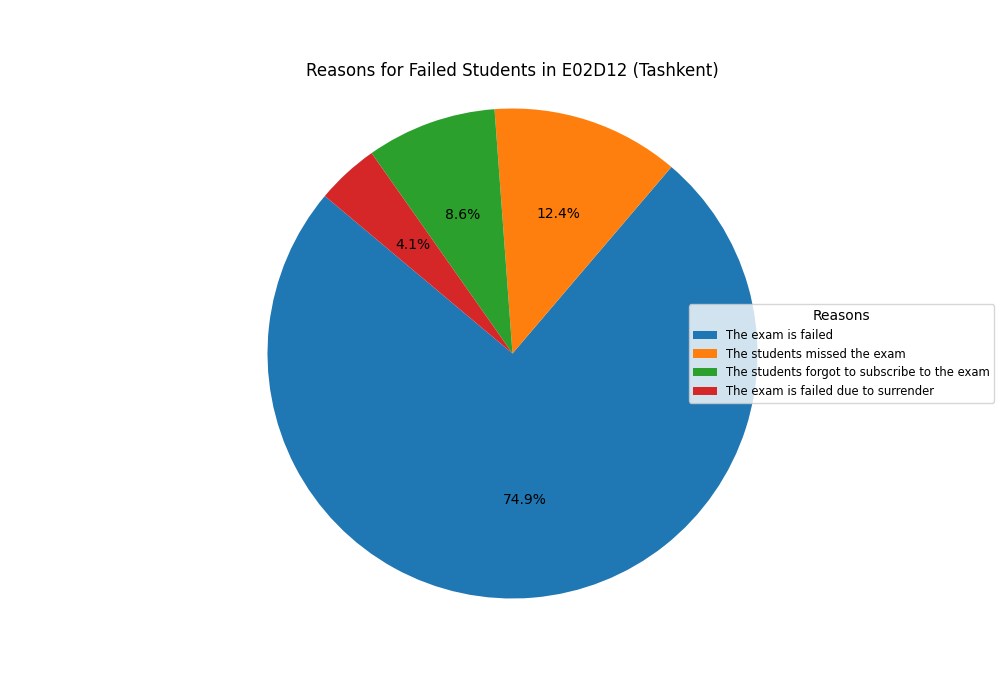 Reasons for Failed Students in E02D12 (Tashkent)
8.6%
12.4%
4.1%
74.9%
Reasons
The exam is failed
The students missed the exam
The students forgot to subscribe to the exam
The exam is failed due to surrender